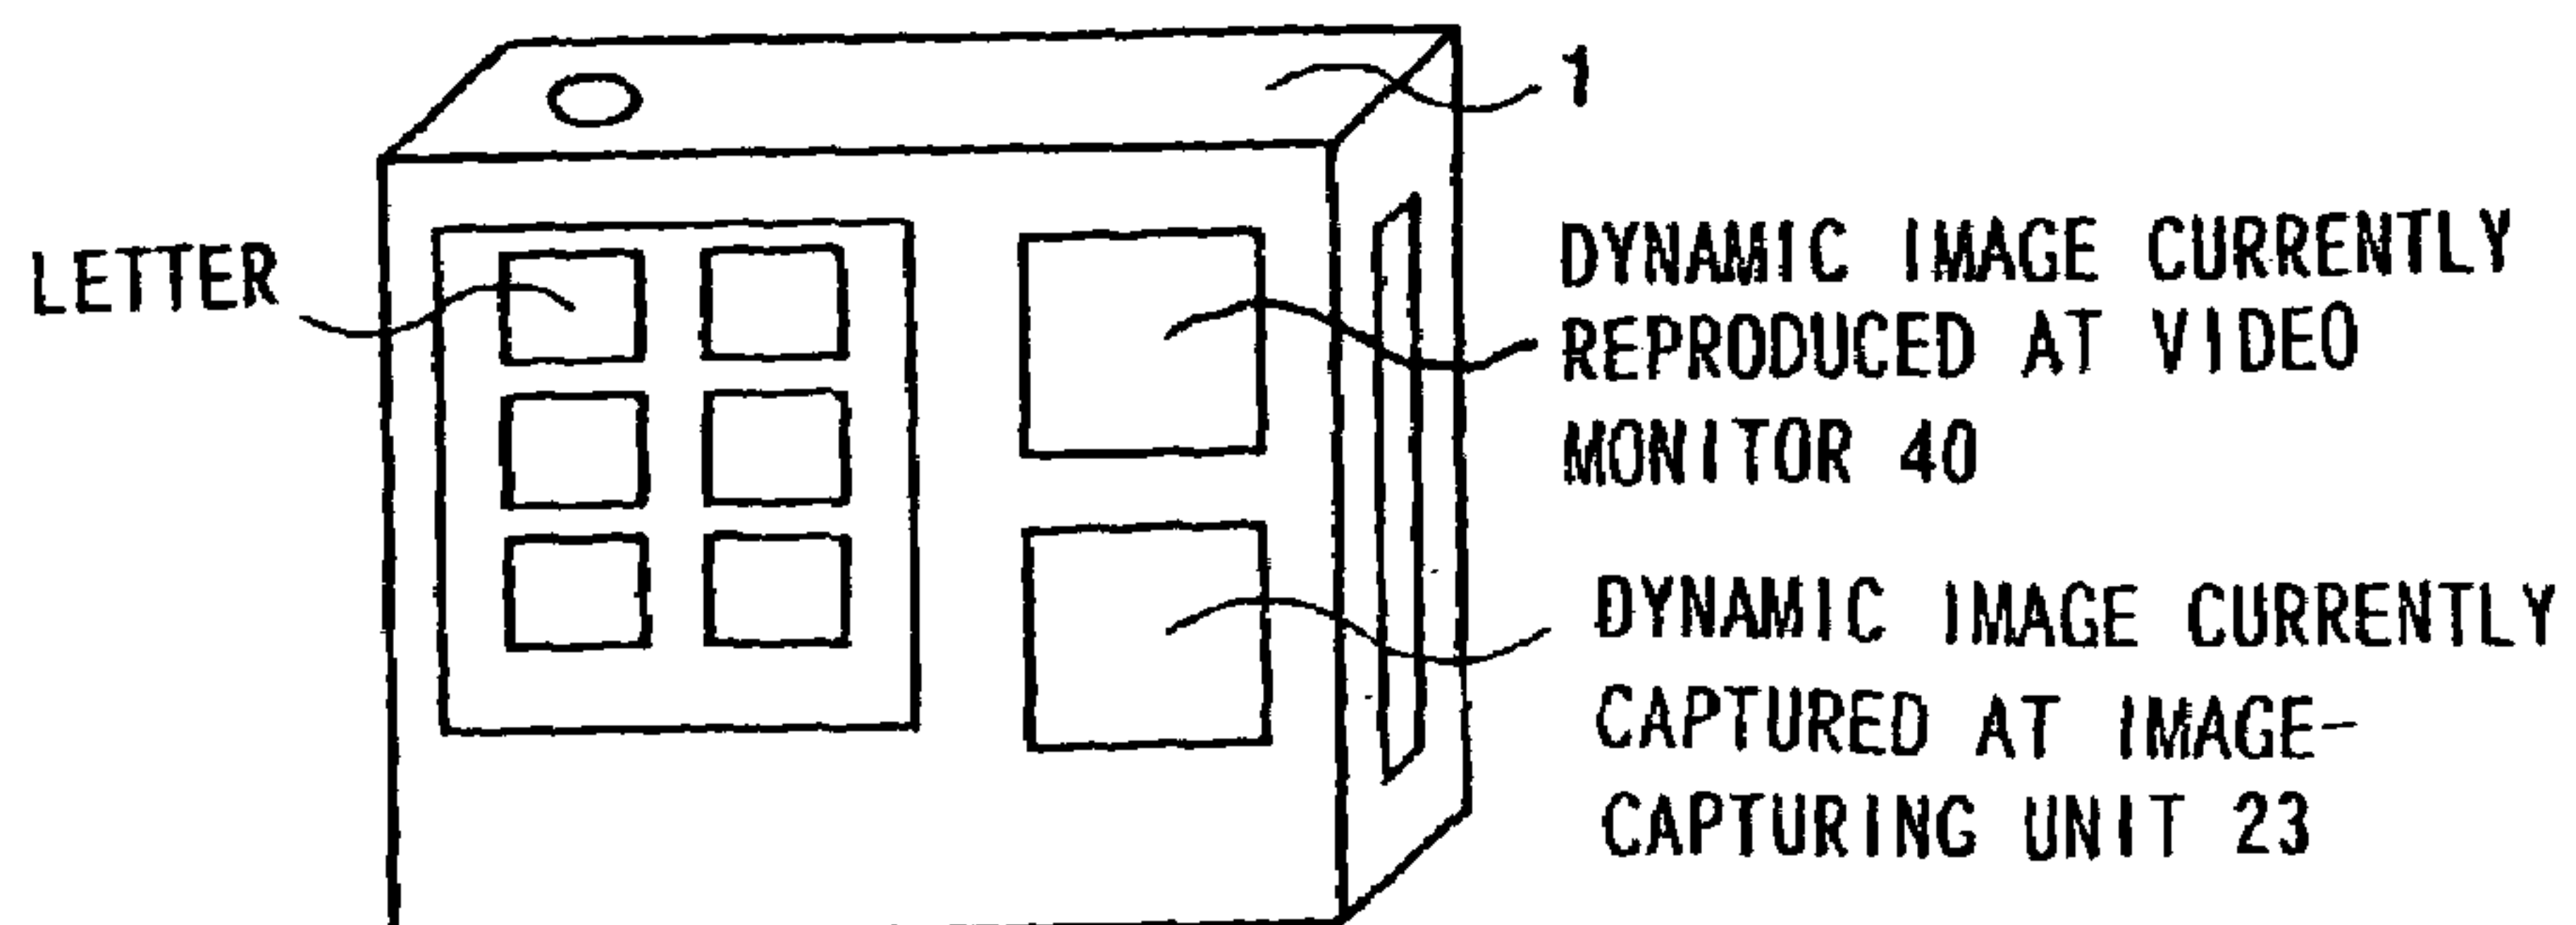 1
LETTER
DYNAMIC IMAGE CURRENTLY
REPRODUCED AT VIDEO
MONITOR 40
DYNAMIC IMAGE CURRENTLY
CAPTURED AT IMAGE-
CAPTURING UNIT 23